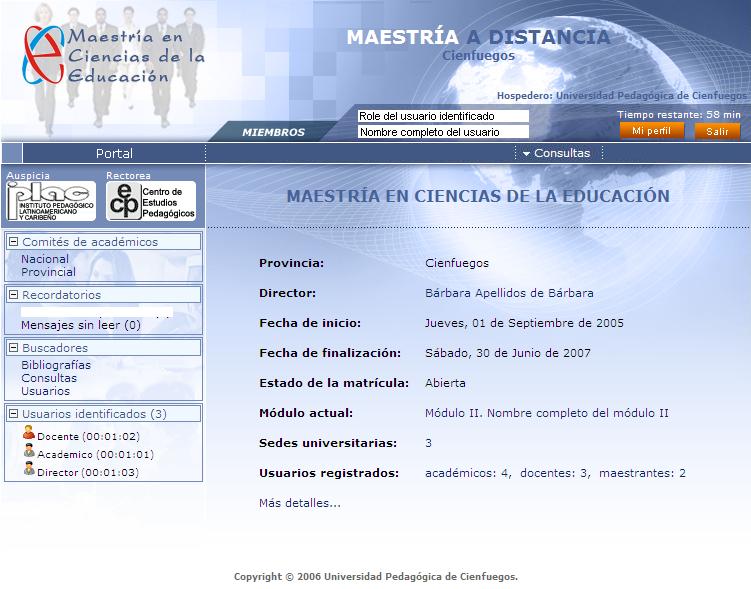 Maestría en
Ciencias de la
Educación
MAESTRÍA A DISTANCIA
Cienfuegos
Hospedero: Universidad Pedagógica de Cienfuegos
MIEMBROS
Role del usuario identificado
Nombre completo del usuario
Tiempo restante: 58 min
Mi perfil
Salir
Portal
Consultas
Auspicia
Rectorea
iplac
INSTITUTO PEDAGÓGICO
LATINOAMERICANO
Y CARIBEÑO
ecp
Centro de
Estudios
Pedagógicos
MAESTRÍA EN CIENCIAS DE LA EDUCACIÓN
Comités de académicos
Nacional
Provincial
Recordatorios
Mensajes sin leer (0)
Buscadores
Bibliografías
Consultas
Usuarios
Usuarios identificados (3)
Docente (00:01:02)
Academico (00:01:01)
Director (00:01:03)
Provincia: Cienfuegos
Director: Bárbara Apellidos de Bárbara
Fecha de inicio: Jueves, 01 de Septiembre de 2005
Fecha de finalización: Sábado, 30 de Junio de 2007
Estado de la matrícula: Abierta
Módulo actual: Módulo II. Nombre completo del módulo II
Sedes universitarias: 3
Usuarios registrados: académicos: 4, docentes: 3, maestrantes: 2
Más detalles...
Copyright © 2006 Universidad Pedagógica de Cienfuegos.